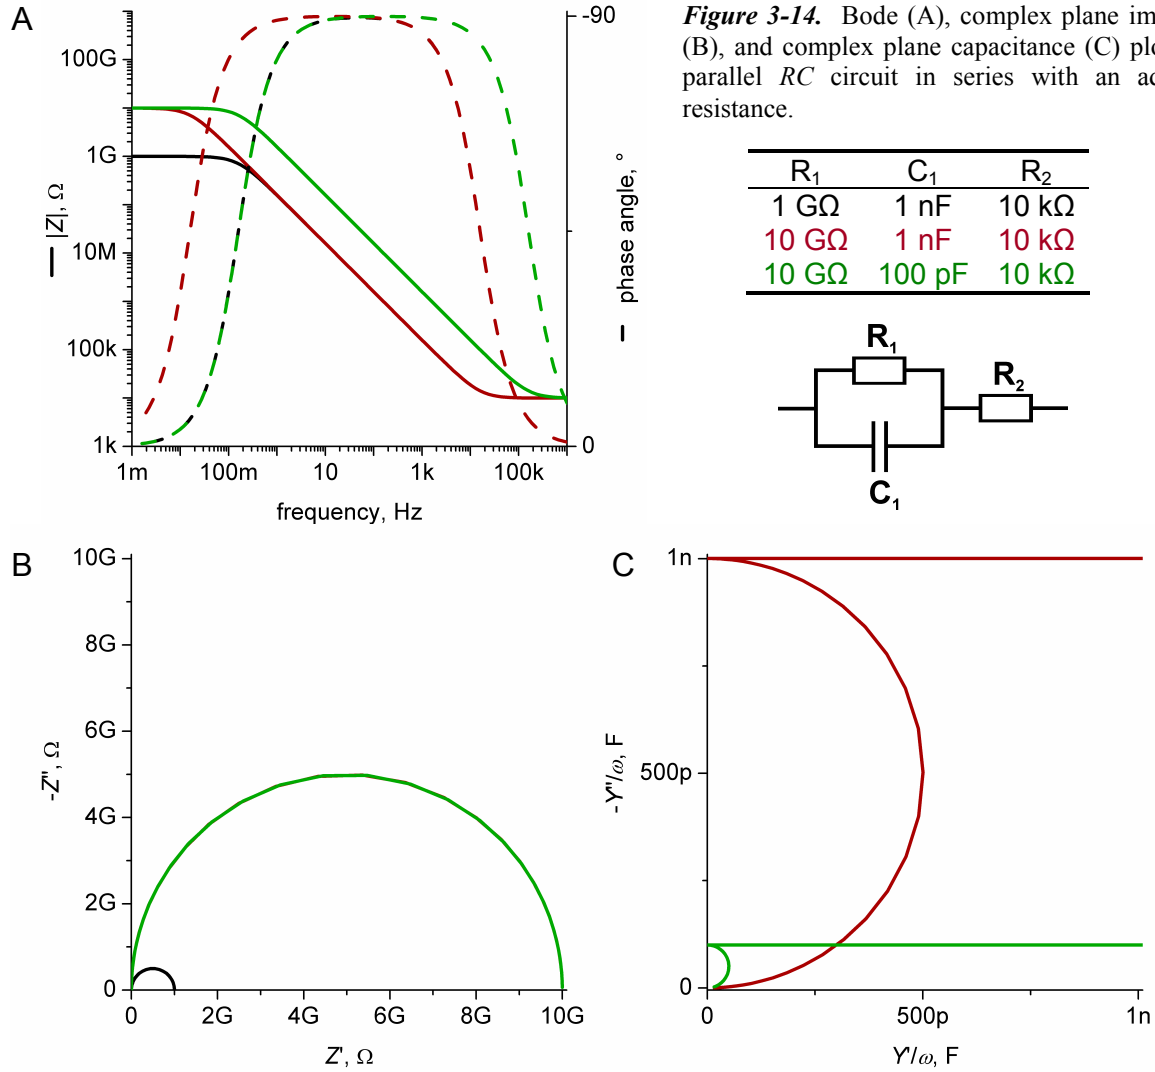 A
100G
1G
10M
100k
1k
|Z|, Ω
1m
100m
10
1k
100k
frequency, Hz
-90
0
phase angle, °
Figure 3-14. Bode (A), complex plane
(B), and complex plane capacitance (C)
parallel RC circuit in series with an
resistance.
R₁ C₁ R₂
1 GΩ 1 nF 10 kΩ
10 GΩ 1 nF 10 kΩ
10 GΩ 100 pF 10 kΩ
R₁
R₂
C₁
B
10G
8G
6G
4G
2G
0
-Z'', Ω
0
2G
4G
6G
8G
10G
Z', Ω
C
1n
500p
0
-Y''/ω, F
0
500p
1n
Y'/ω, F